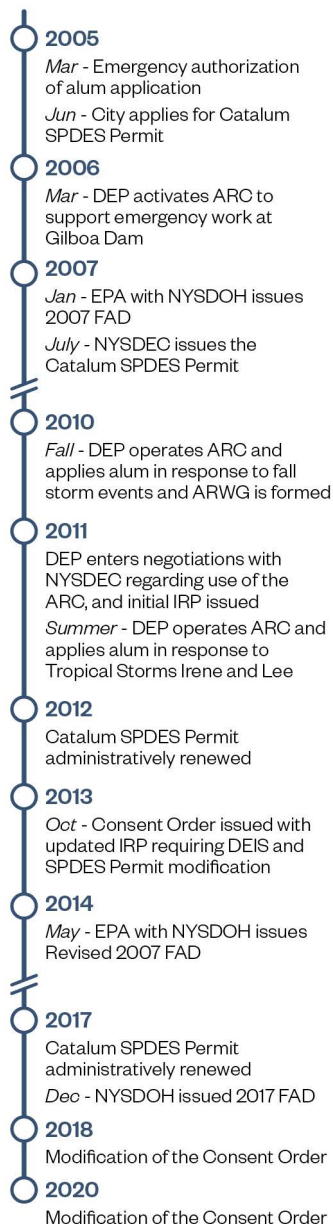 2005
Mar - Emergency authorization
of alum application
Jun - City applies for Catalum
SPDES Permit
2006
Mar - DEP activates ARC to
support emergency work at
Gilboa Dam
2007
Jan - EPA with NYSDOH issues
2007 FAD
July - NYSDEC issues the
Catalum SPDES Permit
2010
Fall - DEP operates ARC and
applies alum in response to fall
storm events and ARWG is formed
2011
DEP enters negotiations with
NYSDEC regarding use of the
ARC, and initial IRP issued
Summer - DEP operates ARC and
applies alum in response to
Tropical Storms Irene and Lee
2012
Catalum SPDES Permit
administratively renewed
2013
Oct - Consent Order issued with
updated IRP requiring DEIS and
SPDES Permit modification
2014
May - EPA with NYSDOH issues
Revised 2007 FAD
2017
Catalum SPDES Permit
administratively renewed
Dec - NYSDOH issued 2017 FAD
2018
Modification of the Consent Order
2020
Modification of the Consent Order